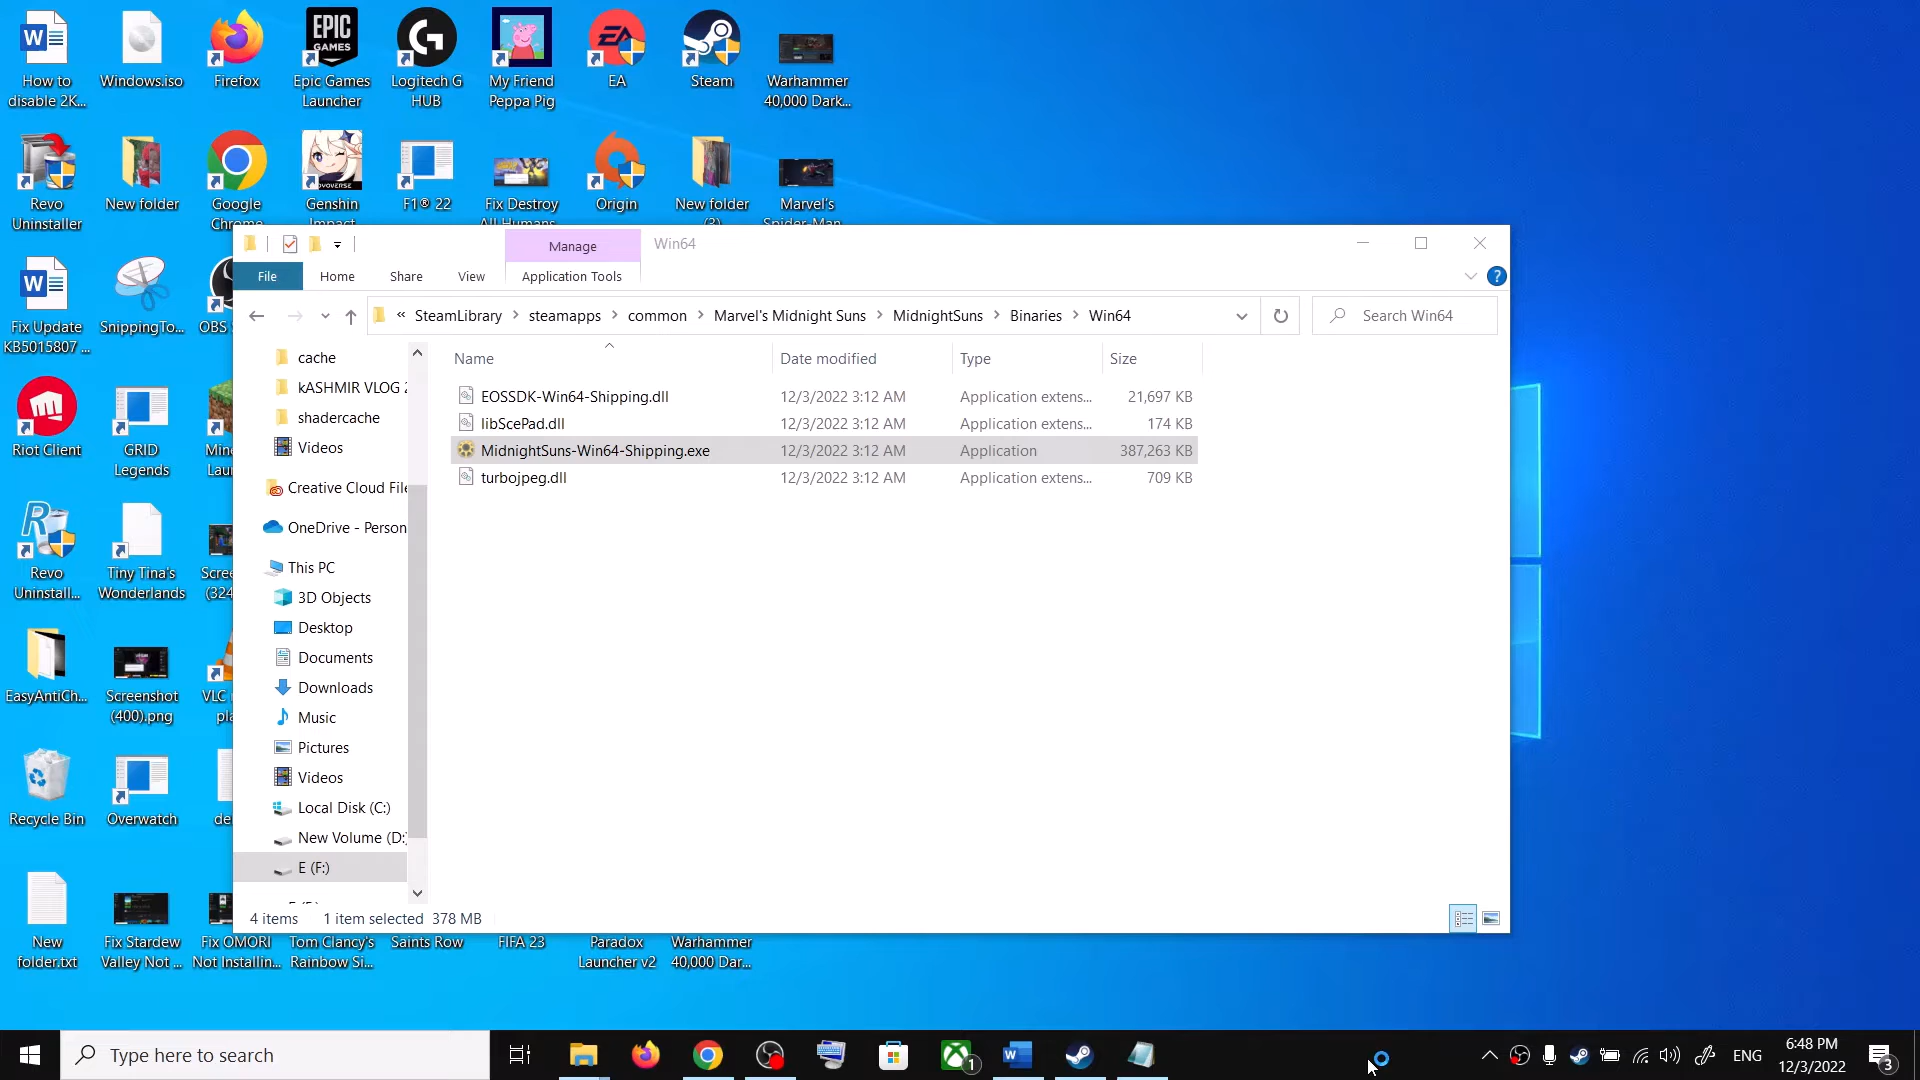 How to
disable 2K...
Windows.iso
Firefox
EPIC
GAMES
Epic Games
Launcher
Logitech G
HUB
My Friend
Peppa Pig
EA
Steam
Warhammer
40,000 Dark...
Revo
Uninstaller
New folder
Google
Chrome
Genshin
Impact
F1® 22
Fix Destroy
All Humans
Origin
New folder
(3)
Marvel's
Spider-Man
Fix Update
KB5015807 ...
SnippingTo...
OBS
Riot Client
GRID
Legends
Mine
Lau
Revo
Uninstall...
Tiny Tina's
Wonderlands
Scree
(324
EasyAntiCh...
Screenshot
(400).png
VLC
pla
Recycle Bin
Overwatch
de
New
folder.txt
Fix Stardew
Valley Not ...
Fix OMORI
Not Installin...
Tom Clancy's
Rainbow Si...
Saints Row
FIFA 23
Paradox
Launcher v2
Warhammer
40,000 Dar...
Manage
Win64
File
Home
Share
View
Application Tools
« SteamLibrary > steamapps > common > Marvel's Midnight Suns > MidnightSuns > Binaries > Win64
Search Win64
cache
kASHMIR VLOG 2
shadercache
Videos
Creative Cloud File
OneDrive - Person
This PC
3D Objects
Desktop
Documents
Downloads
Music
Pictures
Videos
Local Disk (C:)
New Volume (D:)
E (F:)
Name Date modified Type Size
EOSSDK-Win64-Shipping.dll 12/3/2022 3:12 AM Application extens... 21,697 KB
libScePad.dll 12/3/2022 3:12 AM Application extens... 174 KB
MidnightSuns-Win64-Shipping.exe 12/3/2022 3:12 AM Application 387,263 KB
turbojpeg.dll 12/3/2022 3:12 AM Application extens... 709 KB
4 items 1 item selected 378 MB
Type here to search
1
ENG
6:48 PM
12/3/2022
3